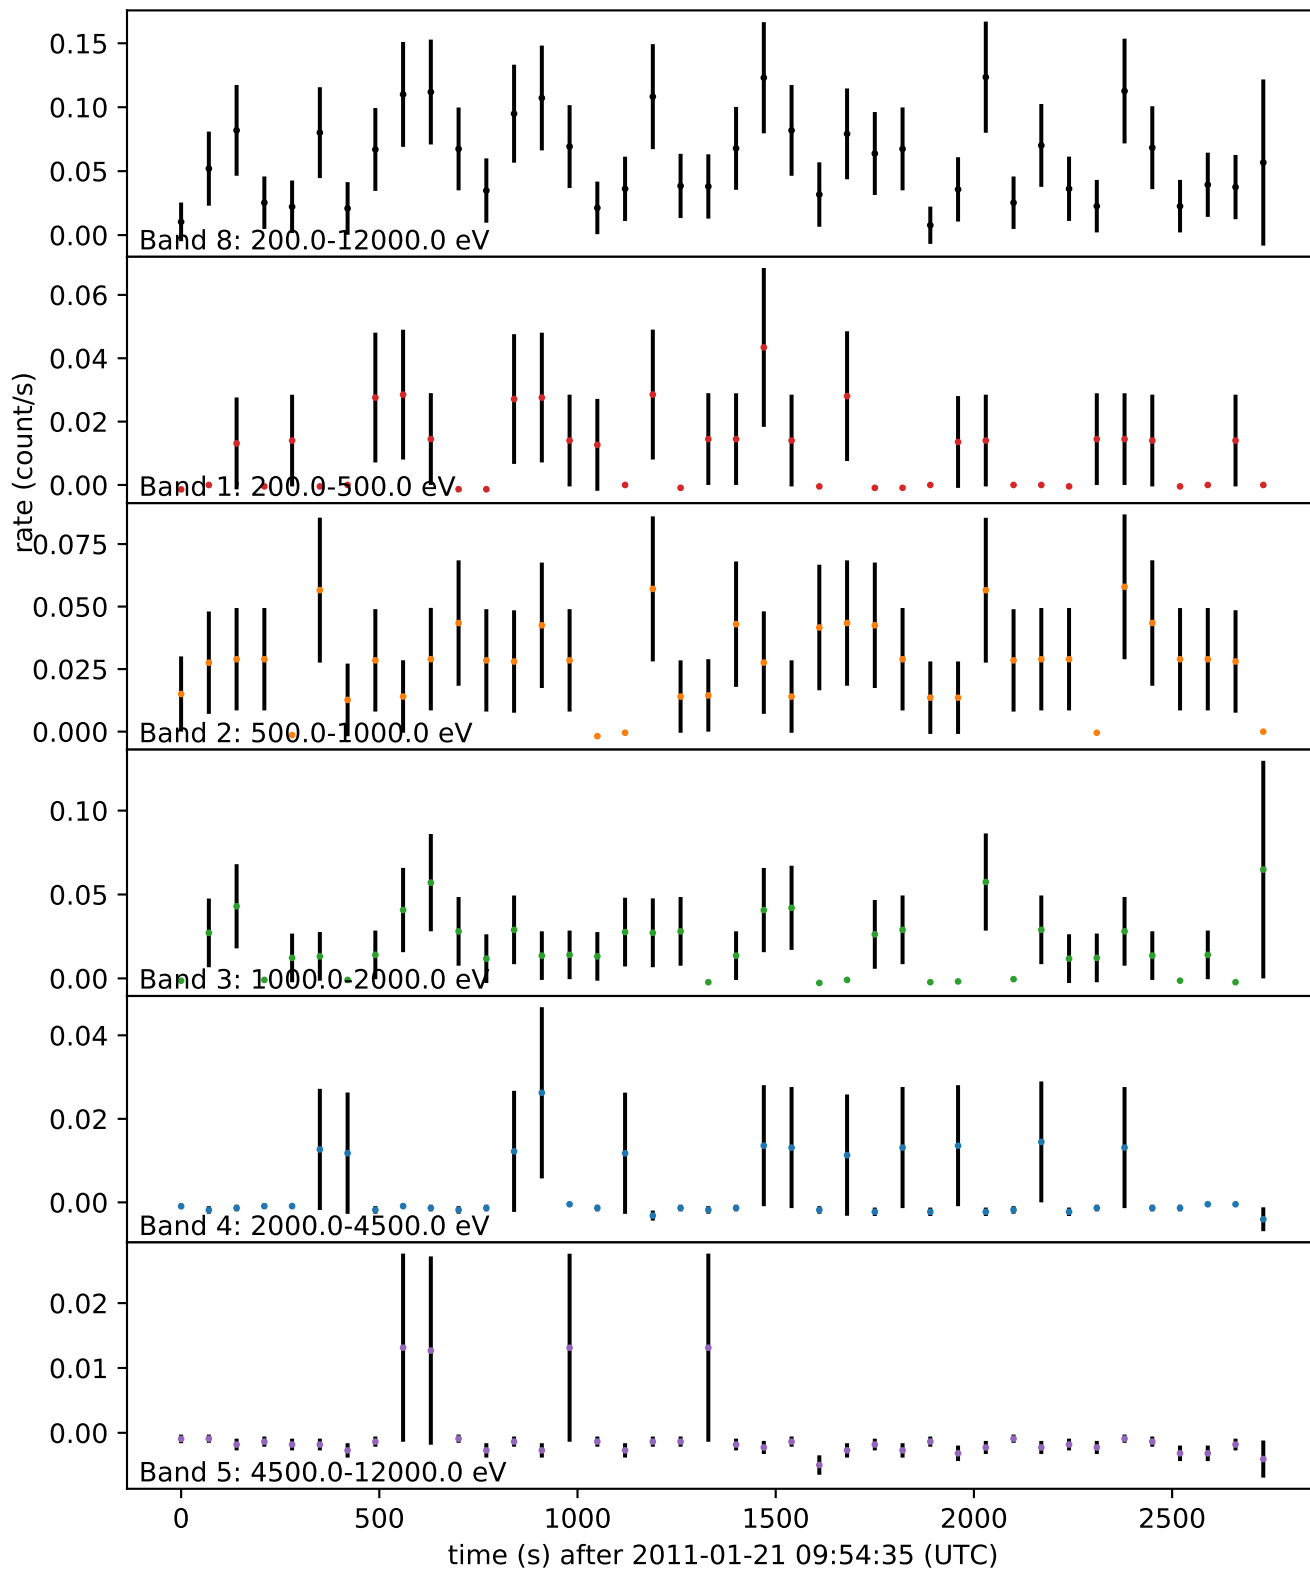 0.15
0.10
0.05
0.00
Band 8: 200.0-12000.0 eV
0.06
0.04
0.02
0.00
Band 1: 200.0-500.0 eV
rate (count/s)
0.075
0.050
0.025
0.000
Band 2: 500.0-1000.0 eV
0.10
0.05
0.00
Band 3: 1000.0-2000.0 eV
0.04
0.02
0.00
Band 4: 2000.0-4500.0 eV
0.02
0.01
0.00
Band 5: 4500.0-12000.0 eV
0 500 1000 1500 2000 2500
time (s) after 2011-01-21 09:54:35 (UTC)